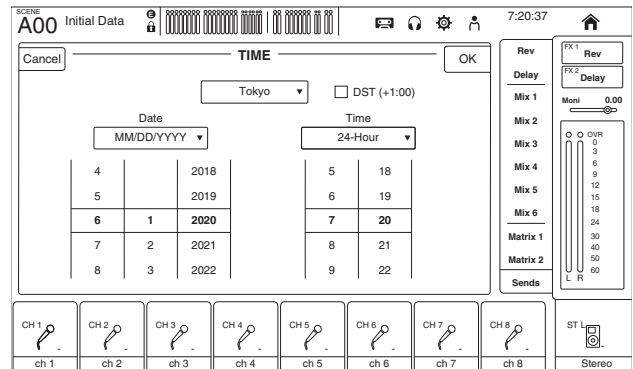 SCENE
A00 Initial Data
E
7:20:37
Cancel
TIME
OK
Tokyo
DST (+1:00)
Date
Time
MM/DD/YYYY
24-Hour
4 2018 5 18
5 2019 6 19
6 1 2020 7 20
7 2 2021 8 21
8 3 2022 9 22
Rev
Delay
Mix 1
Mix 2
Mix 3
Mix 4
Mix 5
Mix 6
Matrix 1
Matrix 2
Sends
FX 1
Rev
FX 2
Delay
Moni 0.00
OVR
0
3
6
9
12
15
18
24
30
40
50
60
L R
CH 1 CH 2 CH 3 CH 4 CH 5 CH 6 CH 7 CH 8 ST L
ch 1 ch 2 ch 3 ch 4 ch 5 ch 6 ch 7 ch 8 Stereo